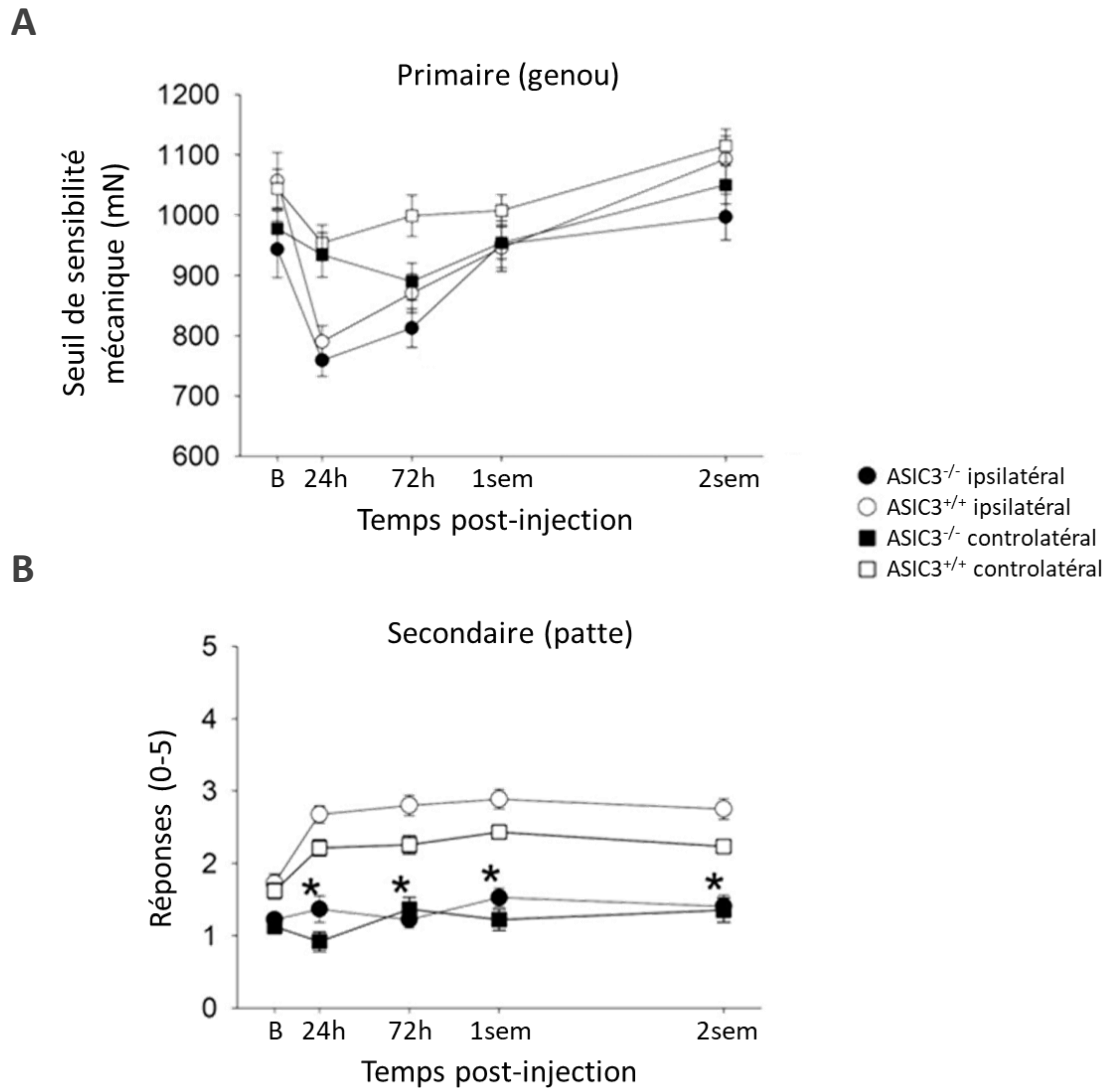 A
Primaire (genou)
Seuil de sensibilité
mécanique (mN)
1200
1100
1000
900
800
700
600
B 24h 72h 1sem 2sem
Temps post-injection
ASIC3-/- ipsilatéral
ASIC3+/+ ipsilatéral
ASIC3-/- controlatéral
ASIC3+/+ controlatéral
B
Secondaire (patte)
Réponses (0-5)
5
4
3
2
1
0
* * * *
B 24h 72h 1sem 2sem
Temps post-injection